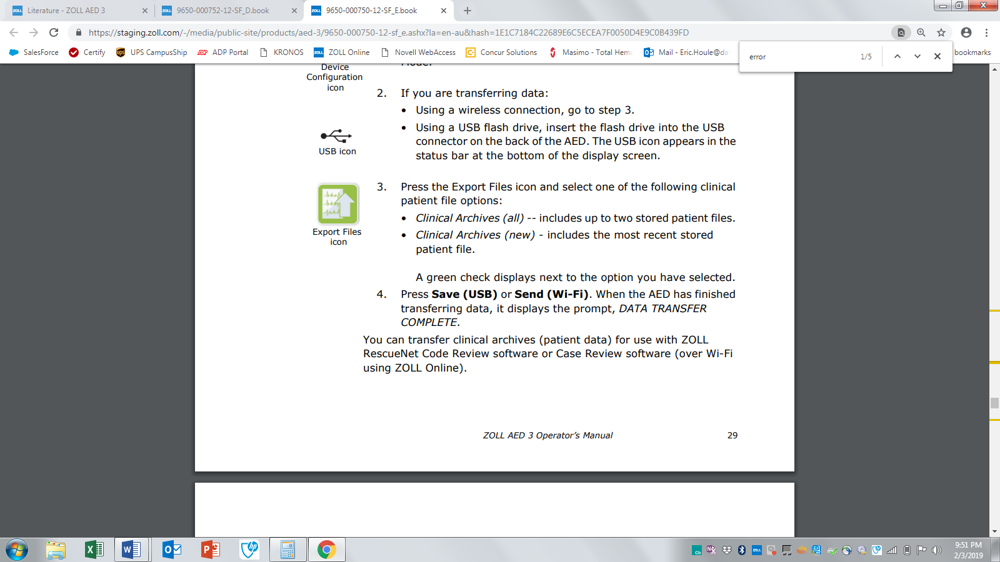 Literature - ZOLL AED 3
ZOLL 9650-000752-12-SF_D.book
ZOLL 9650-000750-12-SF_E.book
https://staging.zoll.com/-/media/public-site/products/aed-3/9650-000750-12-sf_e.ashx?la=en-au&hash=1E1C7184C22689E6C5ECEA7F0050D4E9C0B439FD
SalesForce
Certify
UPS CampusShip
ADP Portal
KRONOS
ZOLL Online
Novell WebAccess
Concur Solutions
Masimo - Total Hem
Mail - Eric.Houle@da
bookmarks
error 1/5
Device
Configuration
icon
Mode.
2. If you are transferring data:
• Using a wireless connection, go to step 3.
• Using a USB flash drive, insert the flash drive into the USB
connector on the back of the AED. The USB icon appears in the
status bar at the bottom of the display screen.
USB icon
3. Press the Export Files icon and select one of the following clinical
patient file options:
• Clinical Archives (all) -- includes up to two stored patient files.
• Clinical Archives (new) - includes the most recent stored
patient file.
Export Files
icon
A green check displays next to the option you have selected.
4. Press Save (USB) or Send (Wi-Fi). When the AED has finished
transferring data, it displays the prompt, DATA TRANSFER
COMPLETE.
You can transfer clinical archives (patient data) for use with ZOLL
RescueNet Code Review software or Case Review software (over Wi-Fi
using ZOLL Online).
ZOLL AED 3 Operator's Manual 29
9:51 PM
2/3/2019